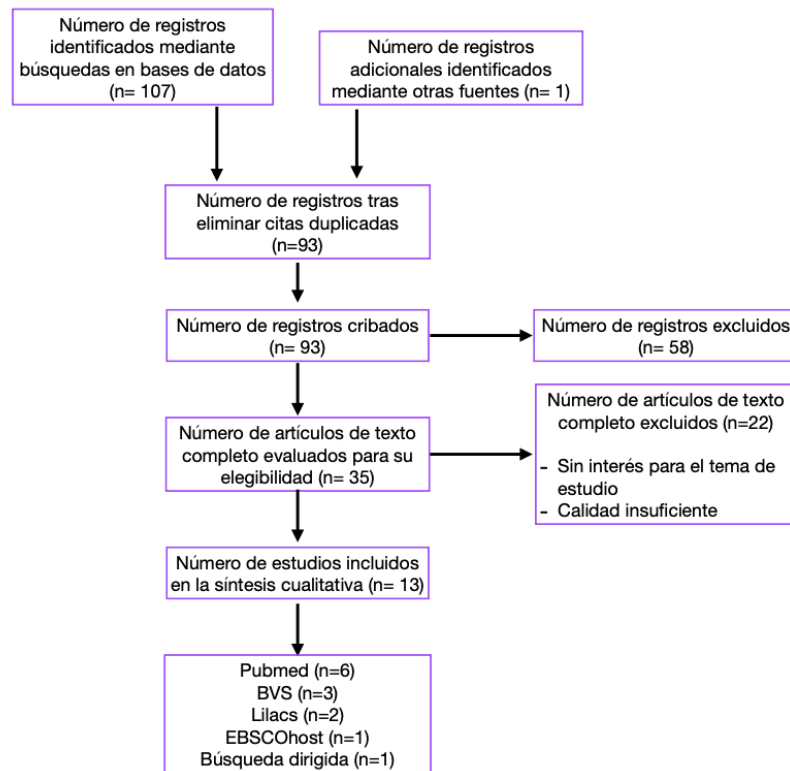 Número de registros
identificados mediante
búsquedas en bases de datos
(n= 107)
Número de registros
adicionales identificados
mediante otras fuentes (n= 1)
Número de registros tras
eliminar citas duplicadas
(n=93)
Número de registros cribados
(n= 93)
Número de registros excluidos
(n= 58)
Número de artículos de texto
completo evaluados para su
elegibilidad (n= 35)
Número de artículos de texto
completo excluidos (n=22)
- Sin interés para el tema de
estudio
- Calidad insuficiente
Número de estudios incluidos
en la síntesis cualitativa (n= 13)
Pubmed (n=6)
BVS (n=3)
Lilacs (n=2)
EBSCOhost (n=1)
Búsqueda dirigida (n=1)